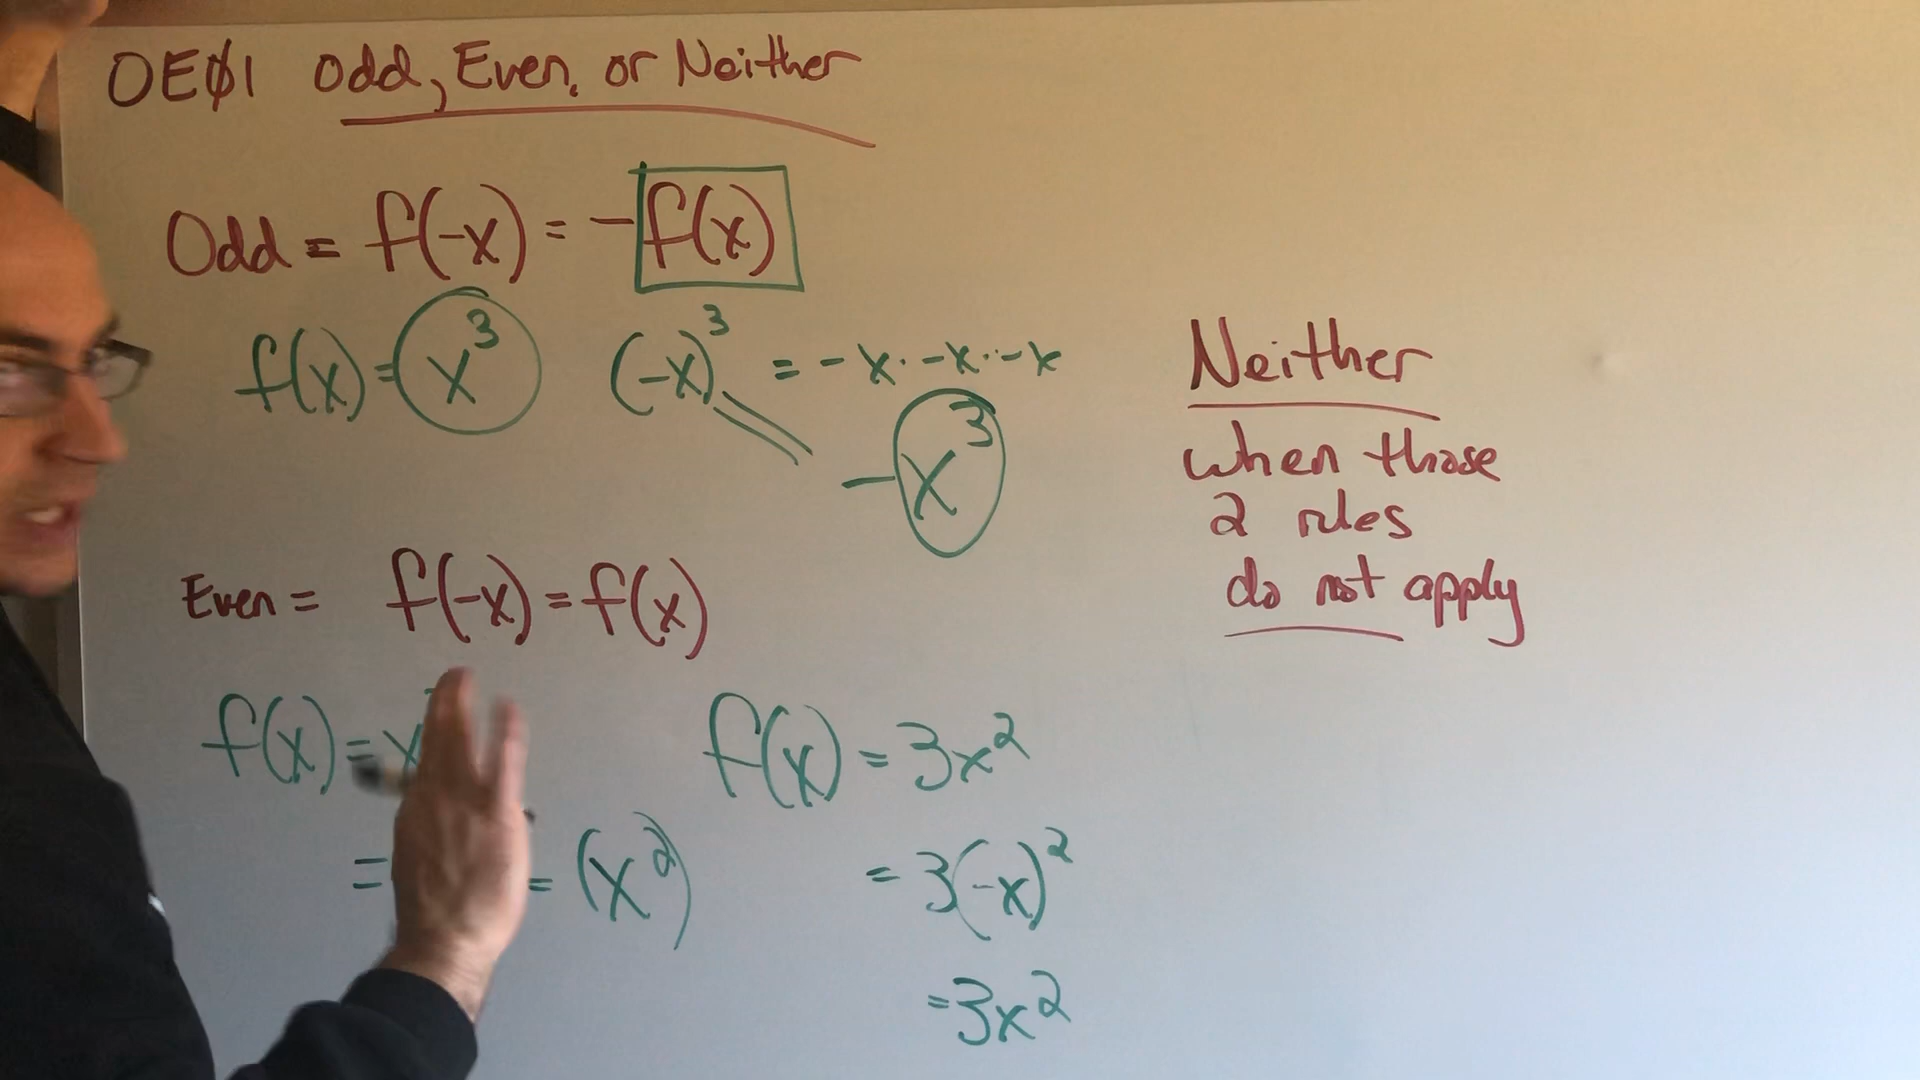 OE01 Odd, Even, or Neither
Odd = f(-x) = -f(x)
f(x) = x³ (-x)³ = -x·-x·-x
-x³
Neither
when those
2 rules
do not apply
Even = f(-x) = f(x)
f(x) = x f(x) = 3x²
= = (x²) = 3(-x)²
= 3x²